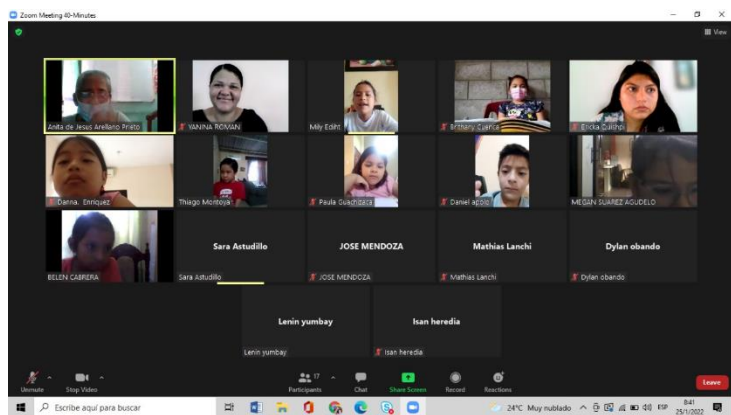 Zoom Meeting 40-Minutes
View
Anita de Jesus Arellano Prieto
YANINA ROMAN
Mily Ediht
Brithany Cuenca
Ericka Quithci
Danna. Enriquez
Thiago Montoya
Paula Guachizaca
Daniel apolo
MEGAN SUAREZ AGUDELO
BELEN CABRERA
Sara Astudillo
Sara Astudillo
JOSE MENDOZA
JOSE MENDOZA
Mathias Lanchi
Mathias Lanchi
Dylan obando
Dylan obando
Lenin yumbay
Lenin yumbay
Isan heredia
Isan heredia
Unmute
Stop Video
17
Participants
Chat
Share Screen
Record
Reactions
Leave
Escribe aquí para buscar
24°C Muy nublado
ESP
8:41
25/1/2022